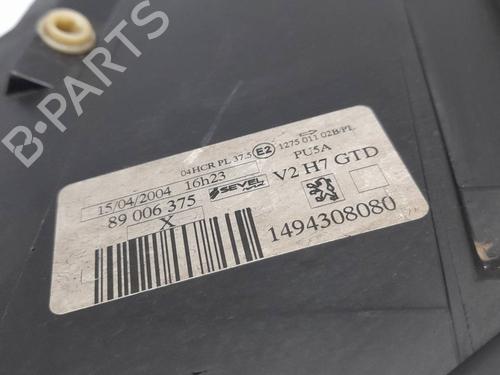 B-PARTS
04HCR PL 37.5 E2 1275 011 02B/PL
15/04/2004 16h23 SEVEL PU5A
89 006 375 V2 H7 GTD
X
1494308080